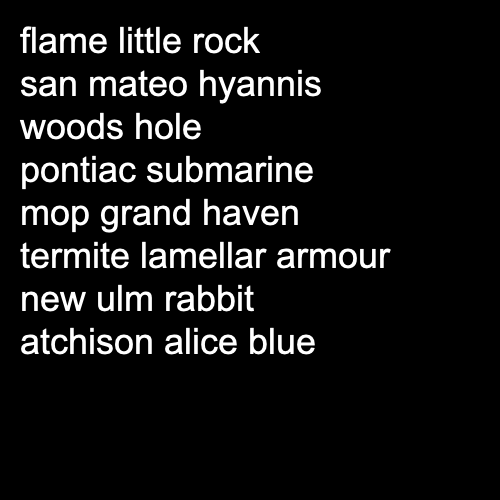 flame little rock
san mateo hyannis
woods hole
pontiac submarine
mop grand haven
termite lamellar armour
new ulm rabbit
atchison alice blue